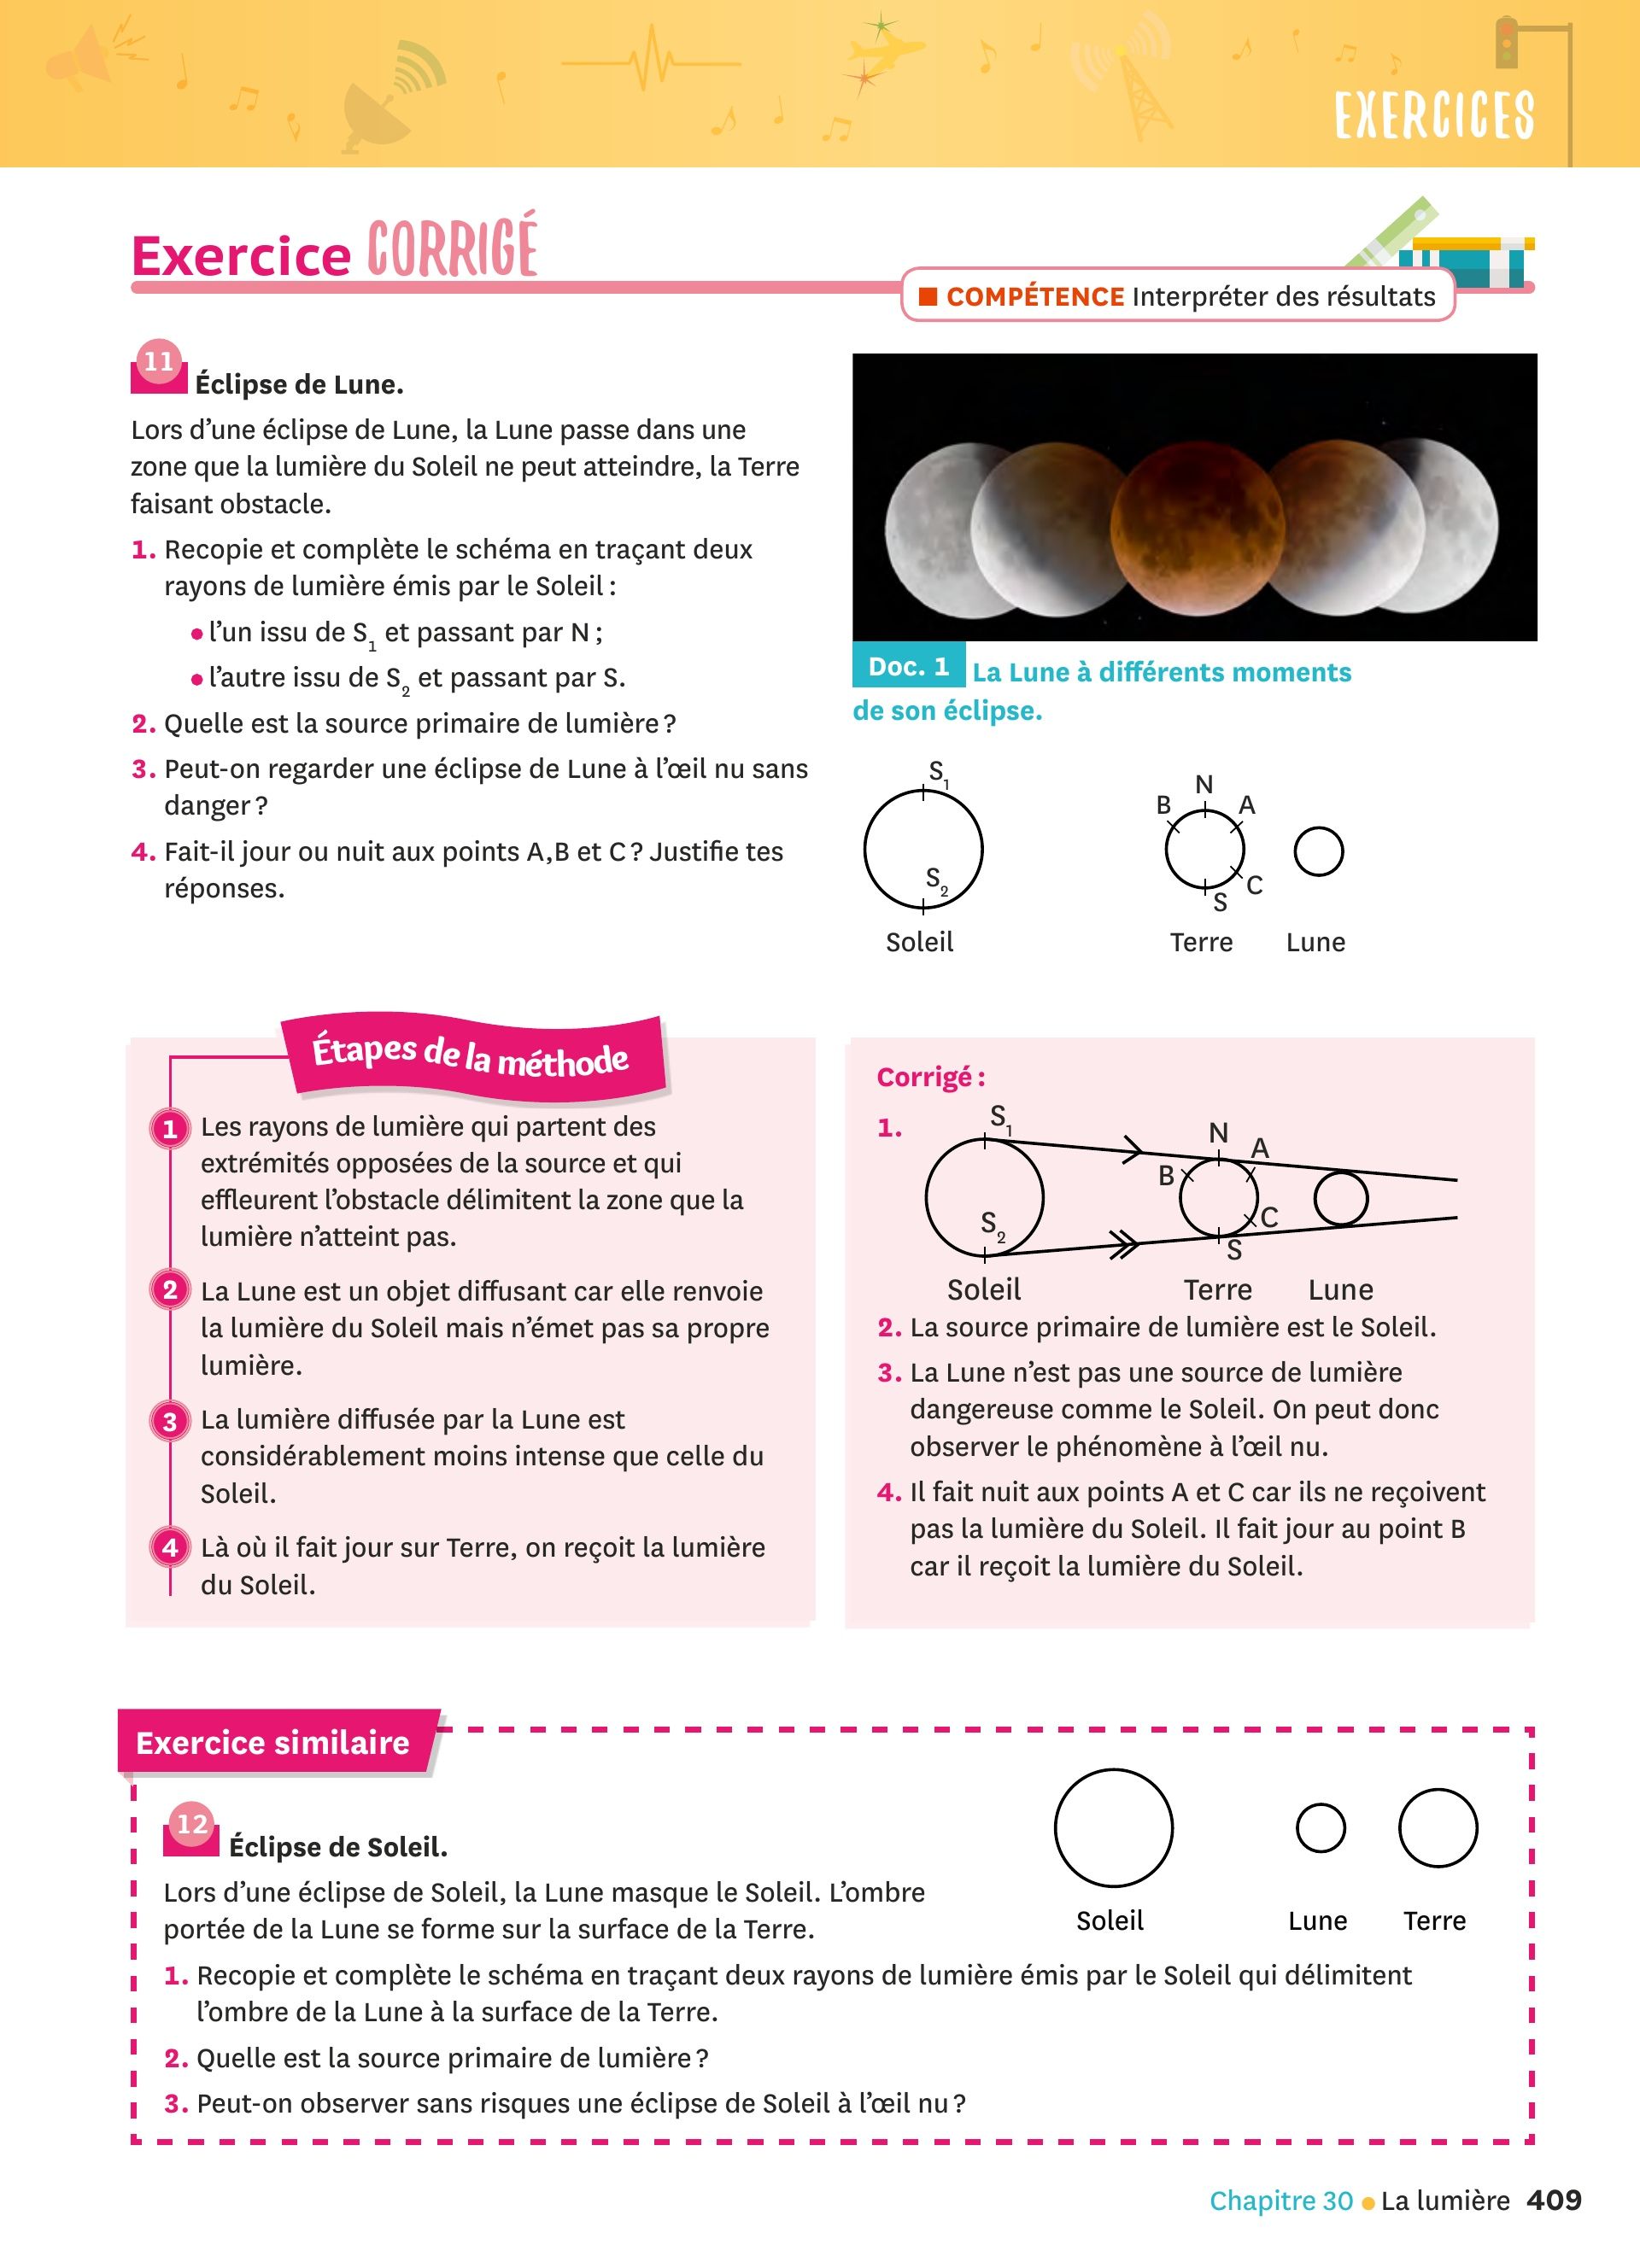 EXERCICES
Exercice CORRIGÉ
COMPÉTENCE Interpréter des résultats
11
Éclipse de Lune.
Lors d’une éclipse de Lune, la Lune passe dans une
zone que la lumière du Soleil ne peut atteindre, la Terre
faisant obstacle.
1. Recopie et complète le schéma en traçant deux
rayons de lumière émis par le Soleil :
• l’un issu de S1 et passant par N ;
• l’autre issu de S2 et passant par S.
2. Quelle est la source primaire de lumière ?
3. Peut-on regarder une éclipse de Lune à l’œil nu sans
danger ?
4. Fait-il jour ou nuit aux points A,B et C ? Justifie tes
réponses.
Doc. 1 La Lune à différents moments
de son éclipse.
S1
N
B
A
S2
C
S
Soleil
Terre
Lune
Étapes de la méthode
1 Les rayons de lumière qui partent des
extrémités opposées de la source et qui
effleurent l’obstacle délimitent la zone que la
lumière n’atteint pas.
2 La Lune est un objet diffusant car elle renvoie
la lumière du Soleil mais n’émet pas sa propre
lumière.
3 La lumière diffusée par la Lune est
considérablement moins intense que celle du
Soleil.
4 Là où il fait jour sur Terre, on reçoit la lumière
du Soleil.
Corrigé :
1.
S1
N
A
B
S2
C
S
Soleil
Terre
Lune
2. La source primaire de lumière est le Soleil.
3. La Lune n’est pas une source de lumière
dangereuse comme le Soleil. On peut donc
observer le phénomène à l’œil nu.
4. Il fait nuit aux points A et C car ils ne reçoivent
pas la lumière du Soleil. Il fait jour au point B
car il reçoit la lumière du Soleil.
Exercice similaire
12
Éclipse de Soleil.
Lors d’une éclipse de Soleil, la Lune masque le Soleil. L’ombre
portée de la Lune se forme sur la surface de la Terre.
Soleil
Lune
Terre
1. Recopie et complète le schéma en traçant deux rayons de lumière émis par le Soleil qui délimitent
l’ombre de la Lune à la surface de la Terre.
2. Quelle est la source primaire de lumière ?
3. Peut-on observer sans risques une éclipse de Soleil à l’œil nu ?
Chapitre 30 • La lumière 409